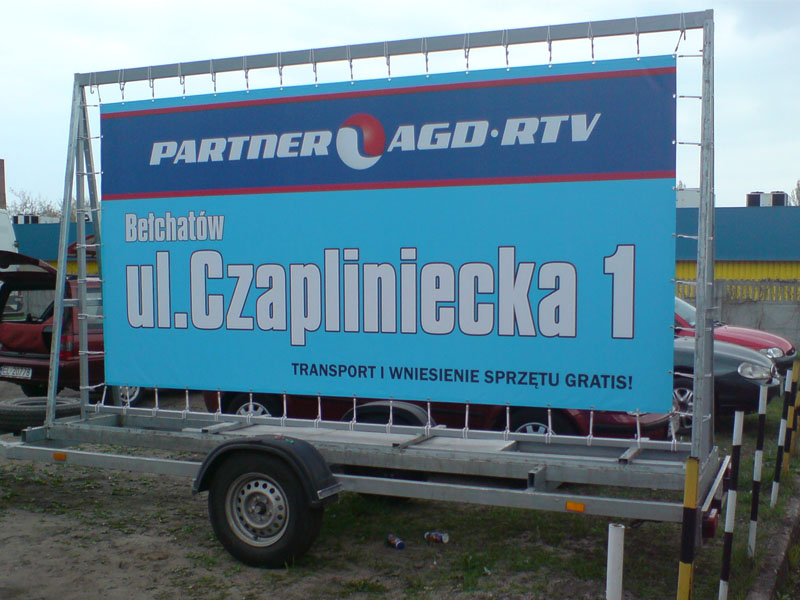 PARTNER AGD·RTV
Bełchatów
ul.Czapliniecka 1
TRANSPORT I WNIESIENIE SPRZĘTU GRATIS!